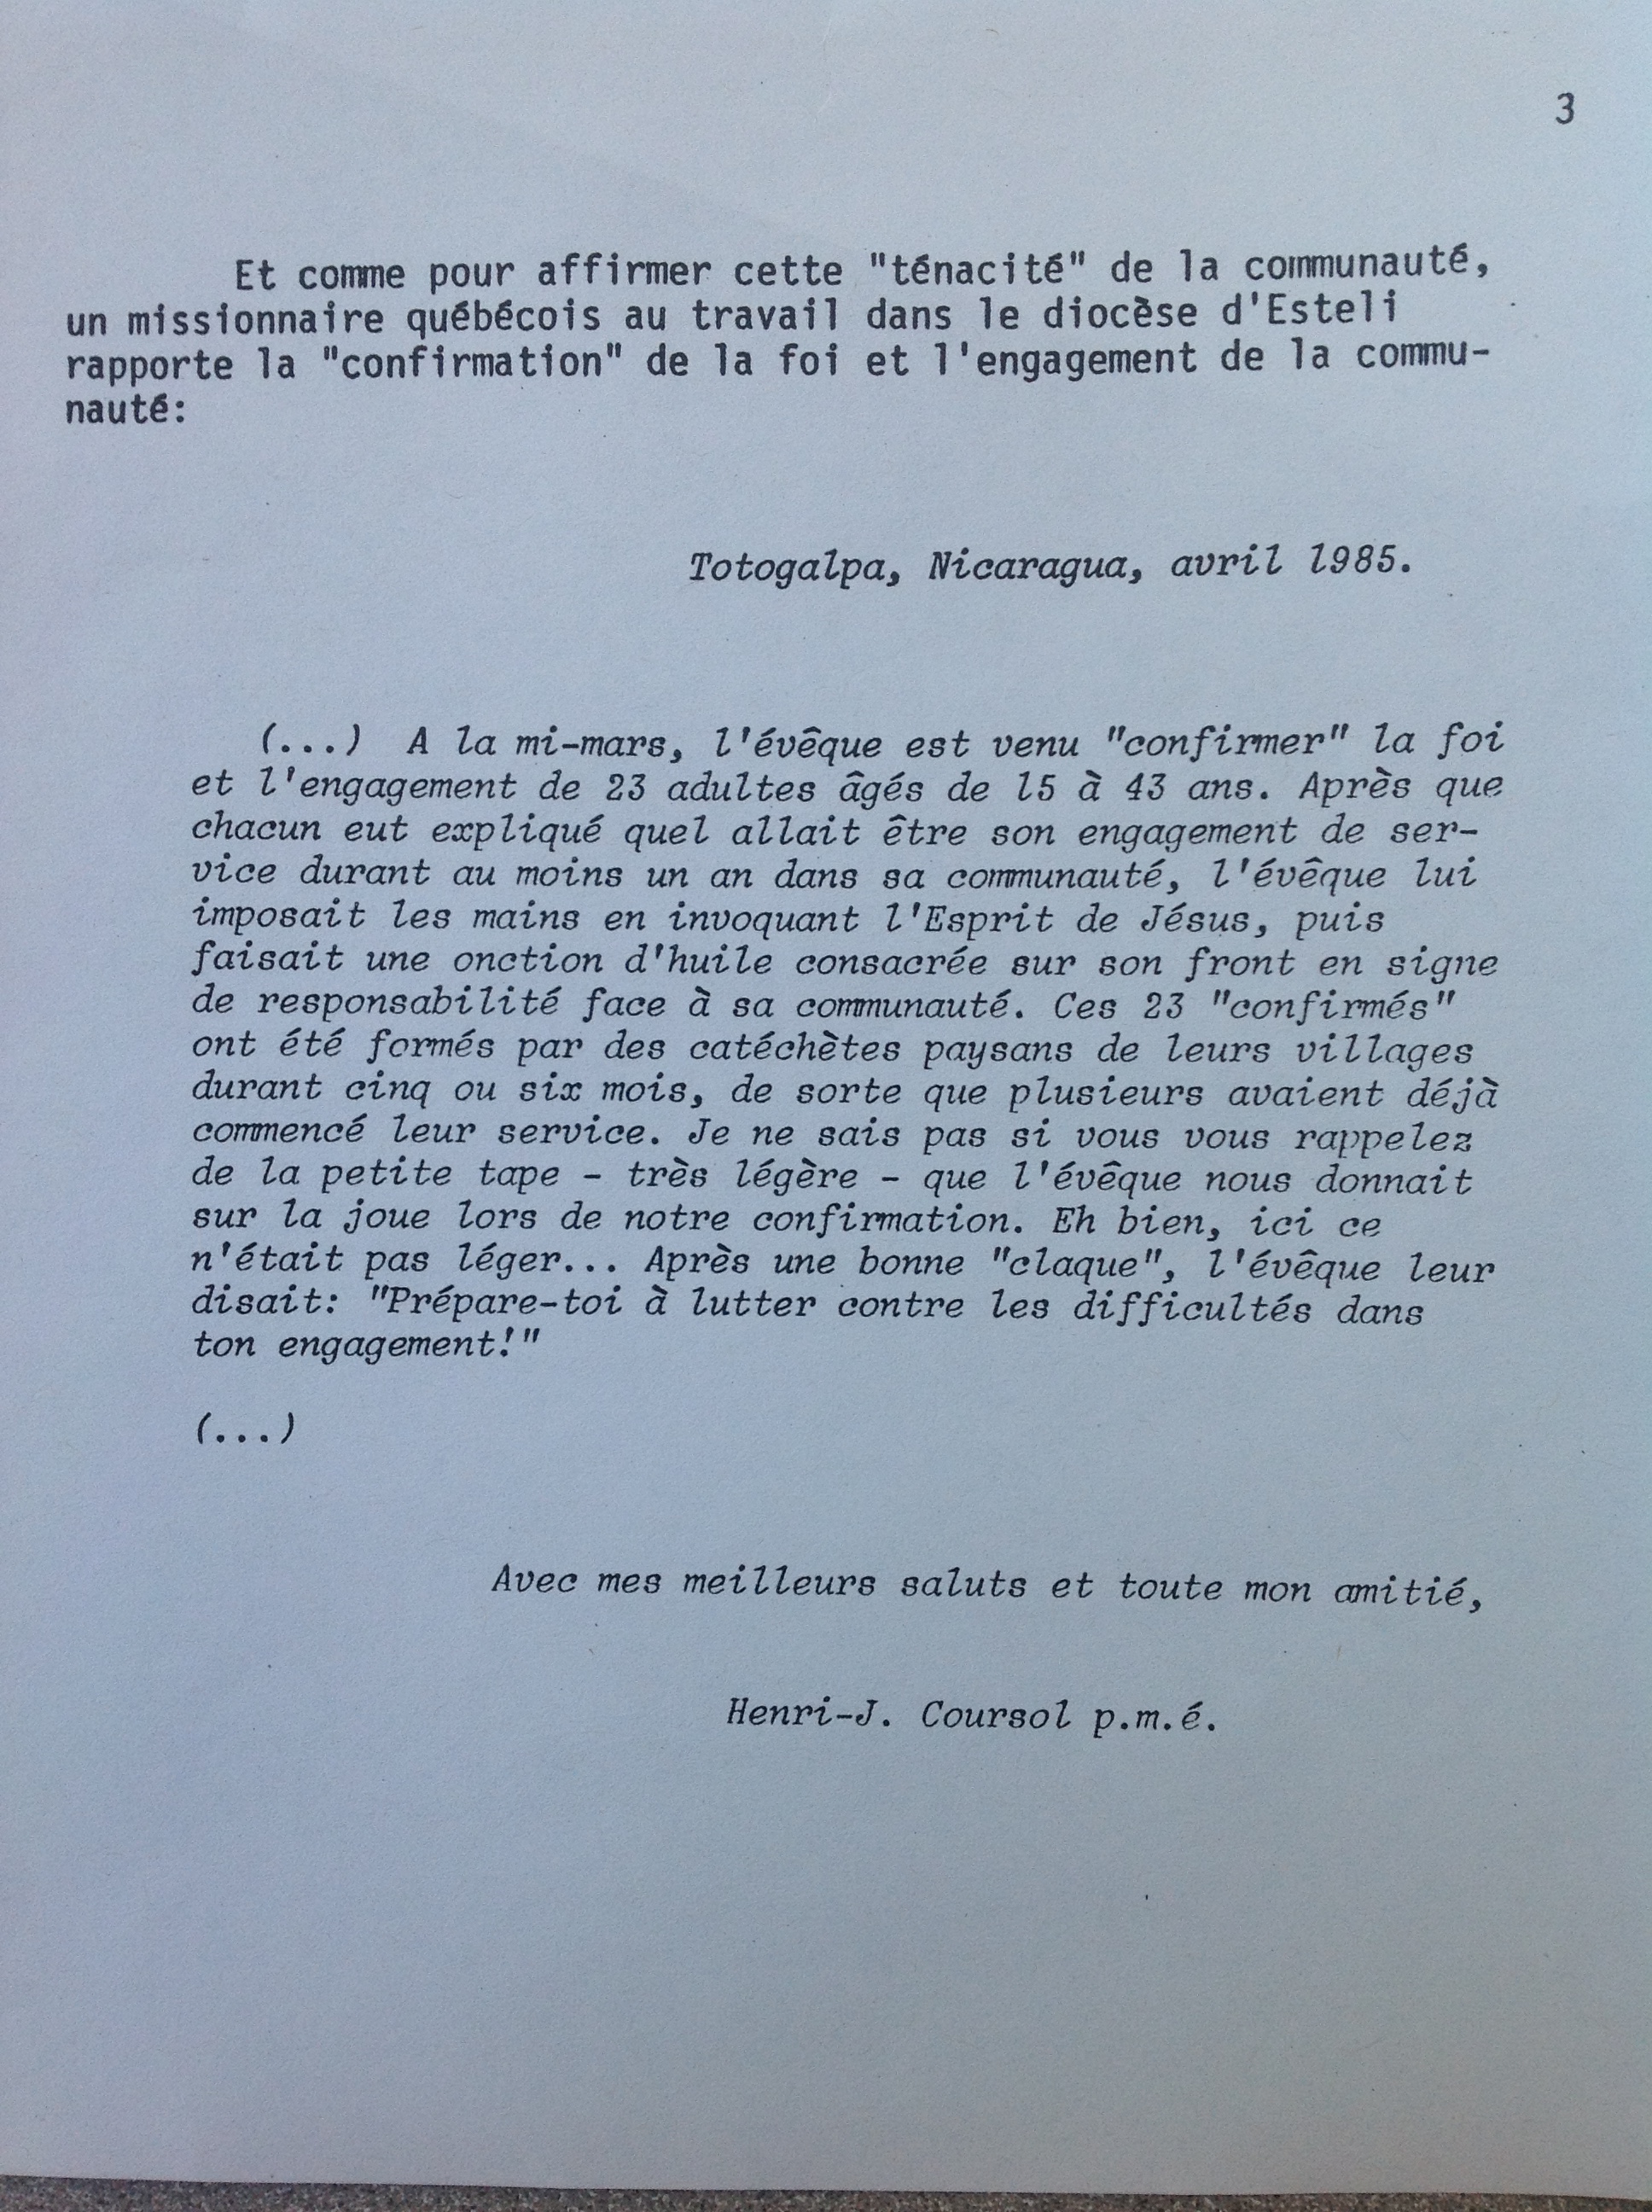 3
Et comme pour affirmer cette "ténacité" de la communauté,
un missionnaire québécois au travail dans le diocèse d'Esteli
rapporte la "confirmation" de la foi et l'engagement de la commu-
nauté:
Totogalpa, Nicaragua, avril 1985.
(...) A la mi-mars, l'évêque est venu "confirmer" la foi
et l'engagement de 23 adultes âgés de 15 à 43 ans. Après que
chacun eut expliqué quel allait être son engagement de ser-
vice durant au moins un an dans sa communauté, l'évêque lui
imposait les mains en invoquant l'Esprit de Jésus, puis
faisait une onction d'huile consacrée sur son front en signe
de responsabilité face à sa communauté. Ces 23 "confirmés"
ont été formés par des catéchètes paysans de leurs villages
durant cinq ou six mois, de sorte que plusieurs avaient déjà
commencé leur service. Je ne sais pas si vous vous rappelez
de la petite tape - très légère - que l'évêque nous donnait
sur la joue lors de notre confirmation. Eh bien, ici ce
n'était pas léger... Après une bonne "claque", l'évêque leur
disait: "Prépare-toi à lutter contre les difficultés dans
ton engagement!"
(...)
Avec mes meilleurs saluts et toute mon amitié,
Henri-J. Coursol p.m.é.